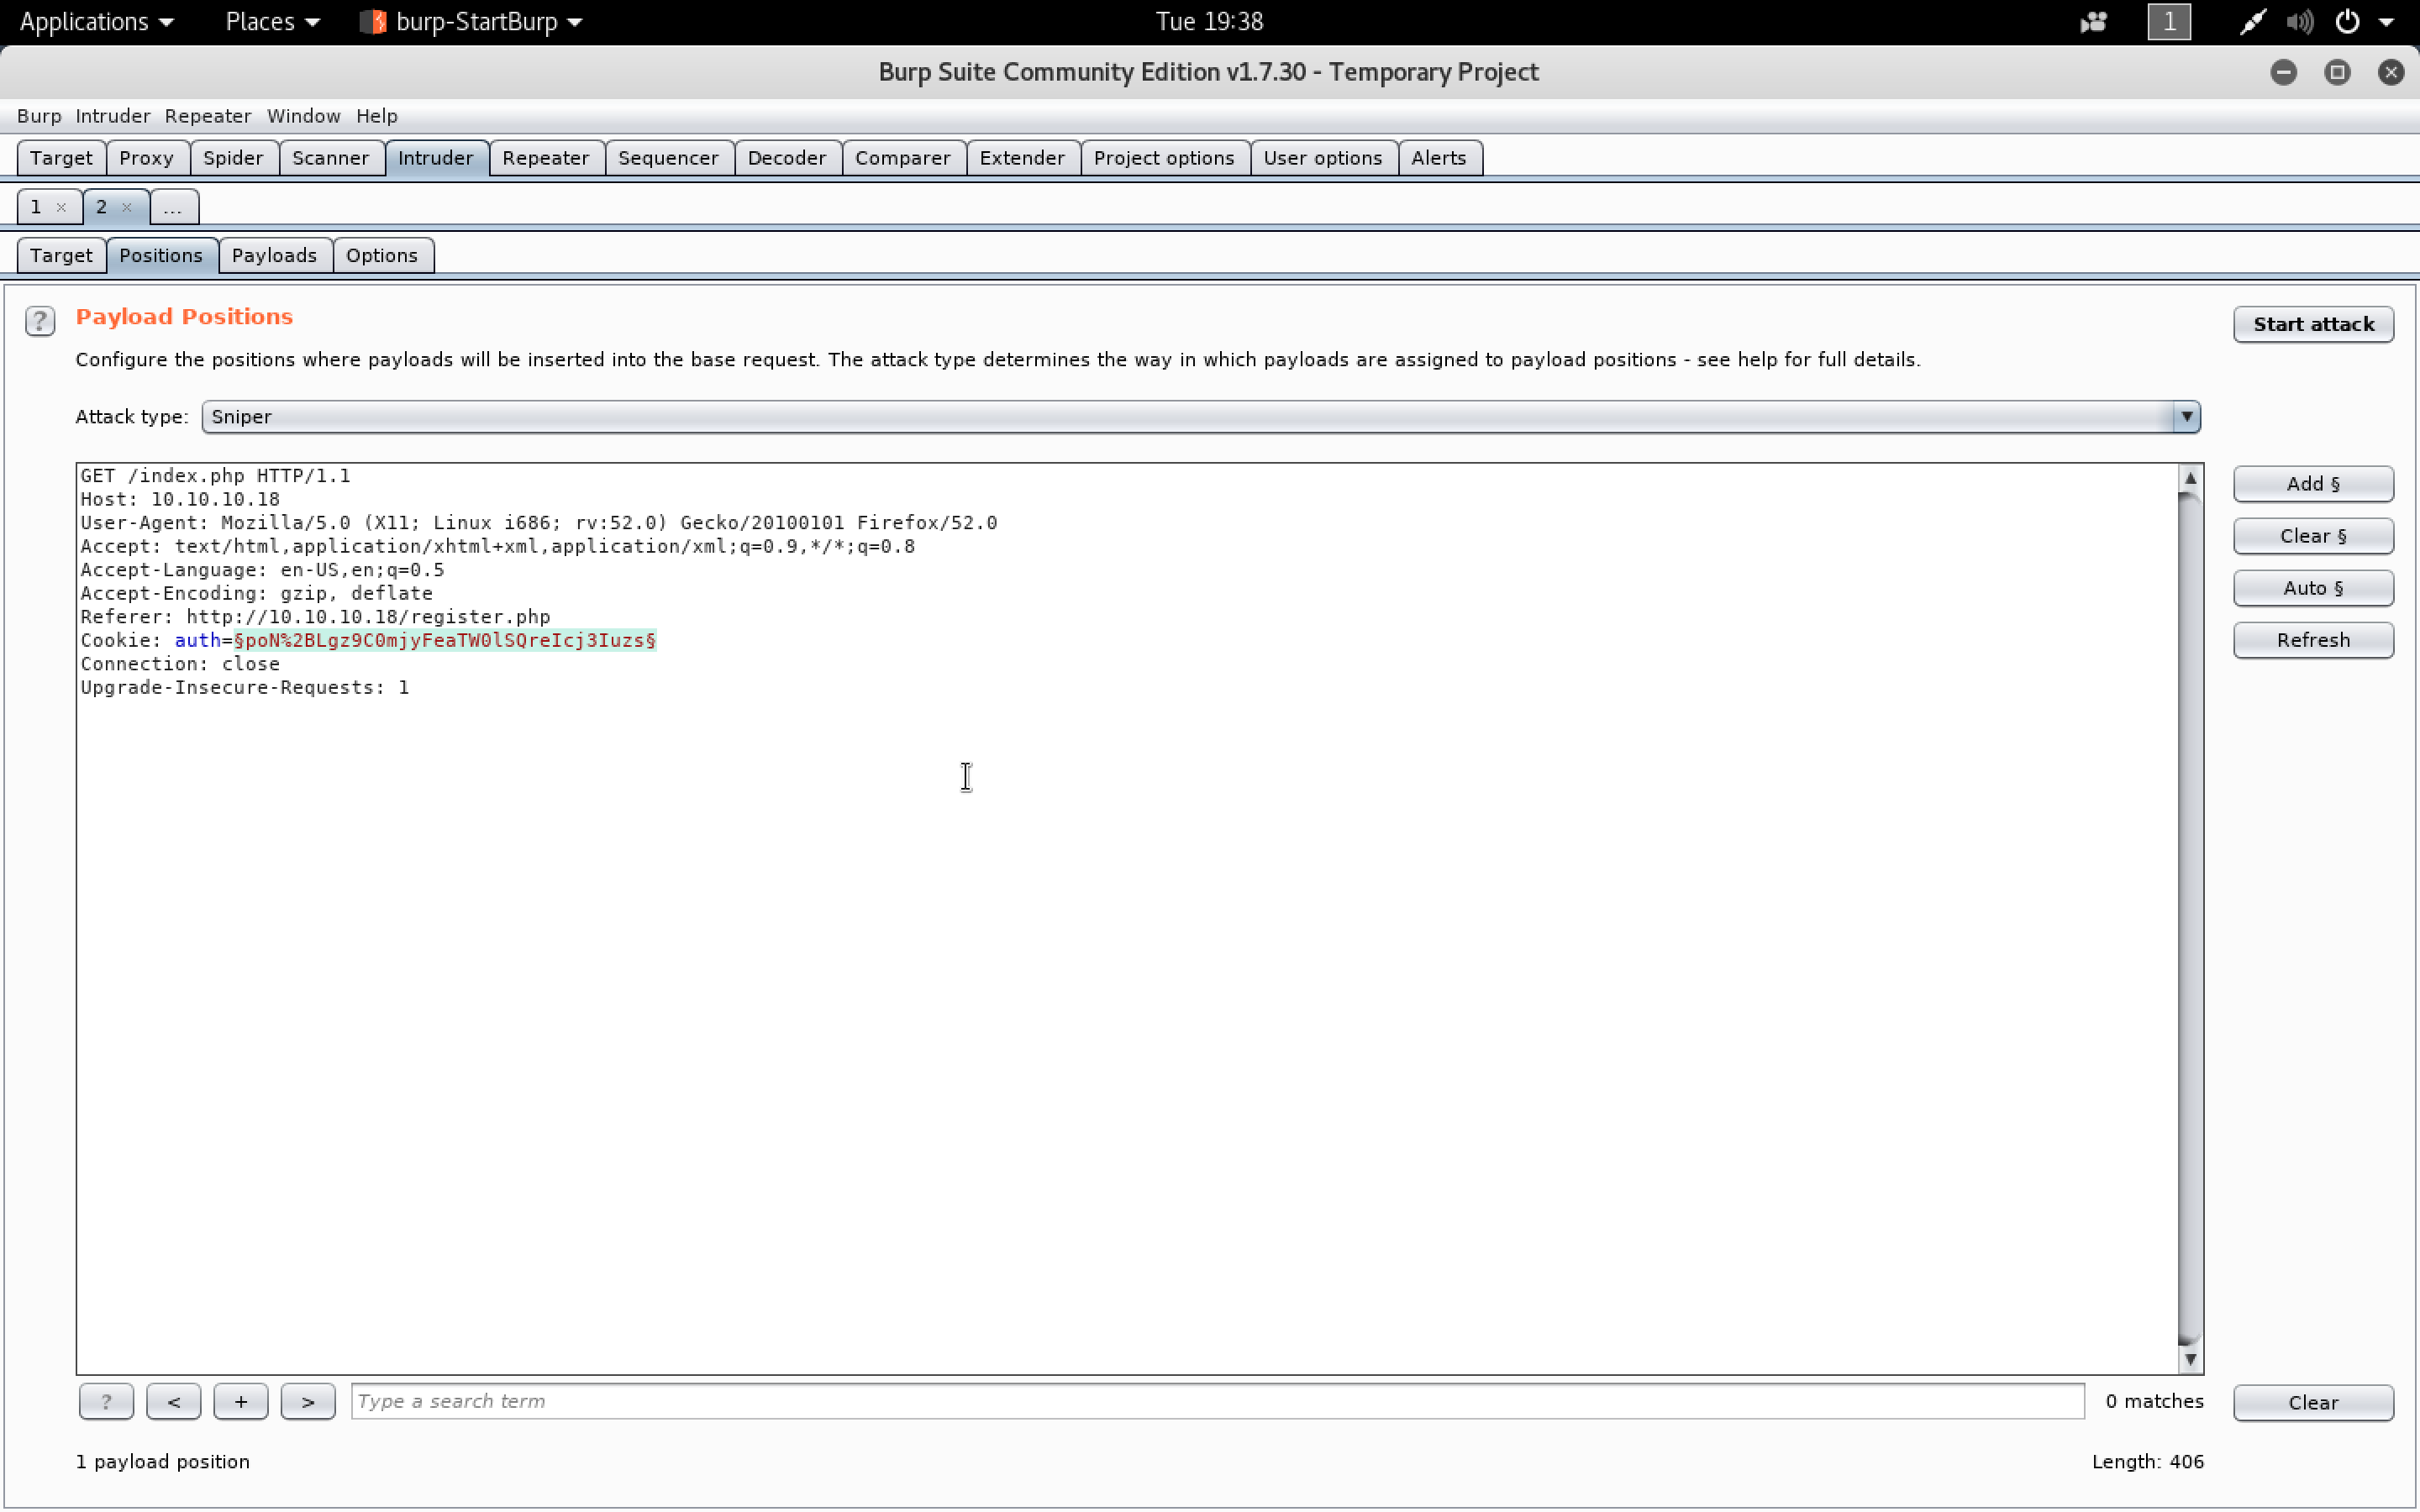 Applications Places burp-StartBurp Tue 19:38 1
Burp Suite Community Edition v1.7.30 - Temporary Project
Burp Intruder Repeater Window Help
Target Proxy Spider Scanner Intruder Repeater Sequencer Decoder Comparer Extender Project options User options Alerts
1 × 2 × ...
Target Positions Payloads Options
? Payload Positions Start attack
Configure the positions where payloads will be inserted into the base request. The attack type determines the way in which payloads are assigned to payload positions - see help for full details.
Attack type: Sniper
GET /index.php HTTP/1.1
Host: 10.10.10.18
User-Agent: Mozilla/5.0 (X11; Linux i686; rv:52.0) Gecko/20100101 Firefox/52.0
Accept: text/html,application/xhtml+xml,application/xml;q=0.9,*/*;q=0.8
Accept-Language: en-US,en;q=0.5
Accept-Encoding: gzip, deflate
Referer: http://10.10.10.18/register.php
Cookie: auth=§poN%2BLgz9C0mjyFeaTW0lSQreIcj3Iuzs§
Connection: close
Upgrade-Insecure-Requests: 1
Add §
Clear §
Auto §
Refresh
? < + > Type a search term 0 matches Clear
1 payload position Length: 406